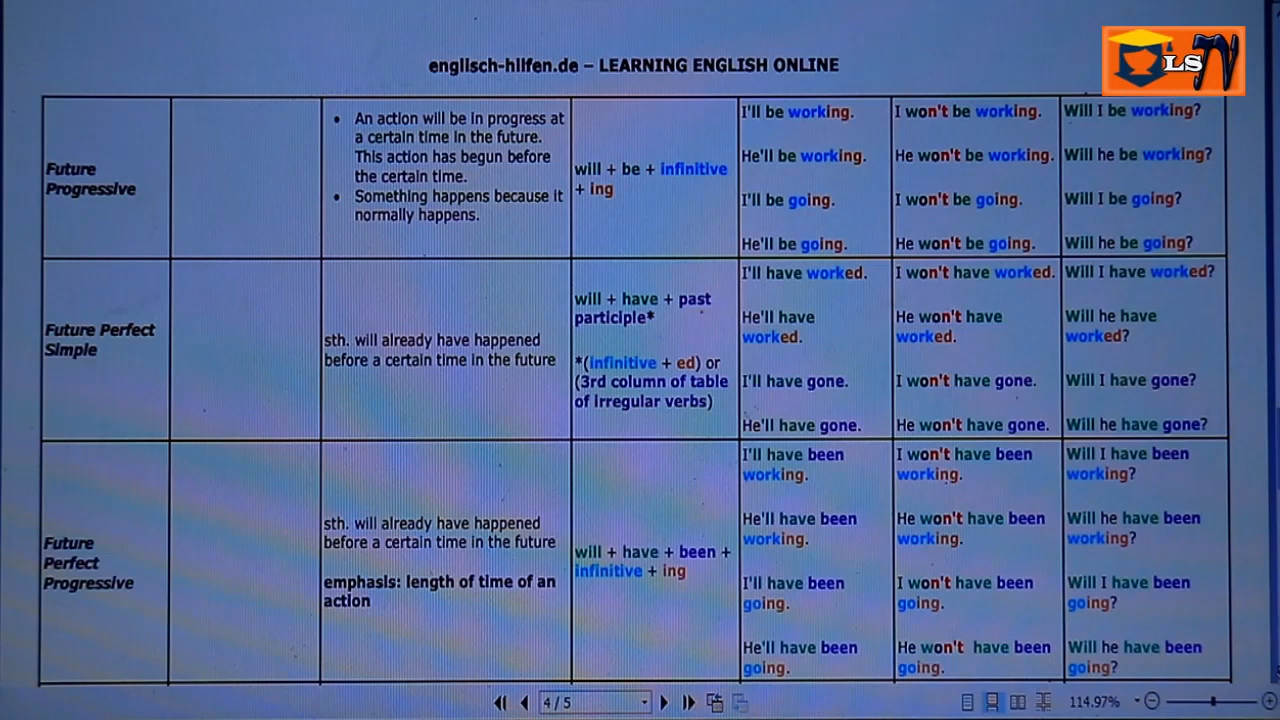 englisch-hilfen.de – LEARNING ENGLISH ONLINE
LS TV
Future
Progressive
• An action will be in progress at
a certain time in the future.
This action has begun before
the certain time.
• Something happens because it
normally happens.
will + be + infinitive
+ ing
I'll be working.
He'll be working.
I'll be going.
He'll be going.
I won't be working.
He won't be working.
I won't be going.
He won't be going.
Will I be working?
Will he be working?
Will I be going?
Will he be going?
Future Perfect
Simple
sth. will already have happened
before a certain time in the future
will + have + past
participle*
*(infinitive + ed) or
(3rd column of table
of irregular verbs)
I'll have worked.
He'll have
worked.
I'll have gone.
He'll have gone.
I won't have worked.
He won't have
worked.
I won't have gone.
He won't have gone.
Will I have worked?
Will he have
worked?
Will I have gone?
Will he have gone?
Future
Perfect
Progressive
sth. will already have happened
before a certain time in the future
emphasis: length of time of an
action
will + have + been +
infinitive + ing
I'll have been
working.
He'll have been
working.
I'll have been
going.
He'll have been
going.
I won't have been
working.
He won't have been
working.
I won't have been
going.
He won't have been
going.
Will I have been
working?
Will he have been
working?
Will I have been
going?
Will he have been
going?
4 / 5
114.97%